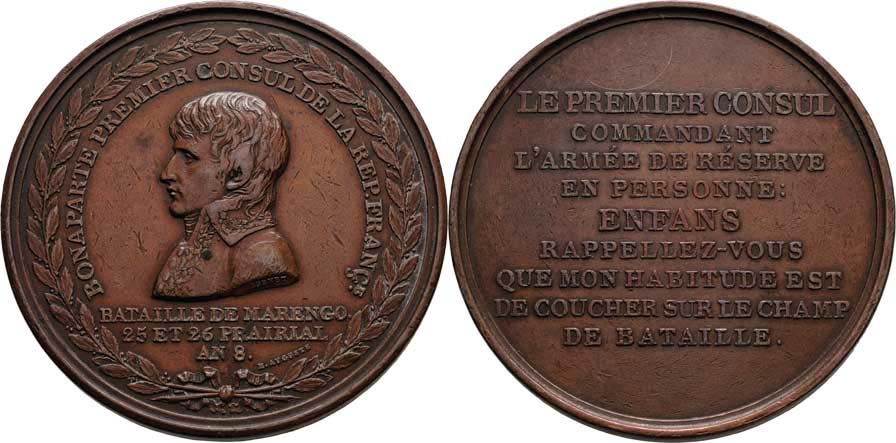 BONAPARTE PREMIER CONSUL DE LA REP. FRANÇ.SE
BATAILLE DE MARENGO.
25 ET 26 PRAIRIAL
AN 8.
H. AUGUSTE
LE PREMIER CONSUL
COMMANDANT
L'ARMÉE DE RÉSERVE
EN PERSONNE:
ENFANS
RAPPELLEZ-VOUS
QUE MON HABITUDE EST
DE COUCHER SUR LE CHAMP
DE BATAILLE.